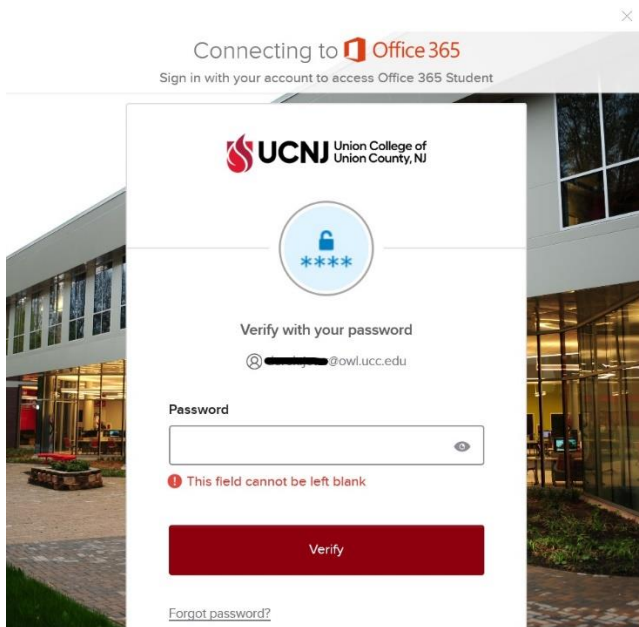 Connecting to Office 365
Sign in with your account to access Office 365 Student
UCNJ Union College of
Union County, NJ
****
Verify with your password
@owl.ucc.edu
Password
This field cannot be left blank
Verify
Forgot password?